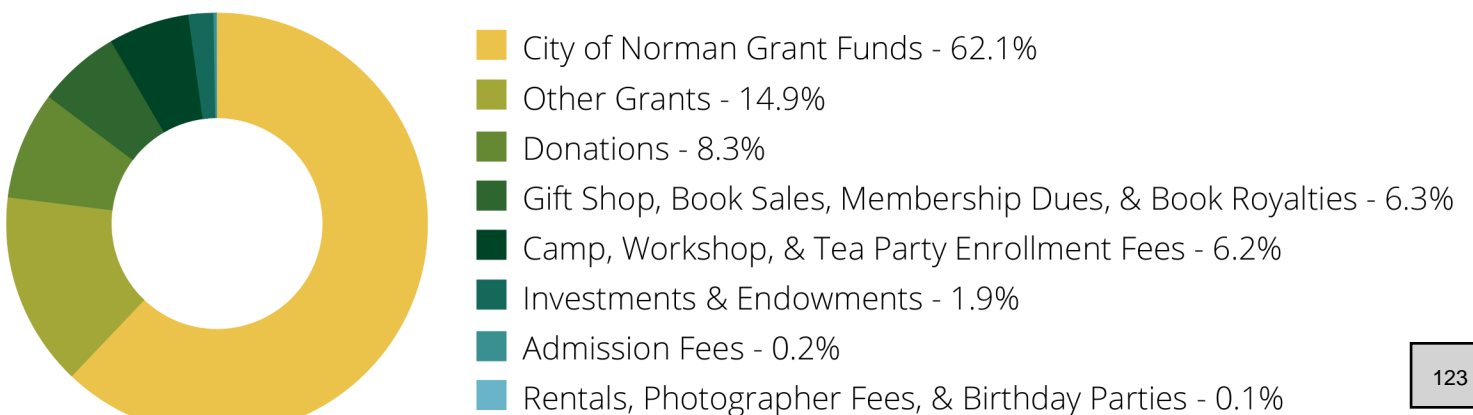 City of Norman Grant Funds - 62.1%
Other Grants - 14.9%
Donations - 8.3%
Gift Shop, Book Sales, Membership Dues, & Book Royalties - 6.3%
Camp, Workshop, & Tea Party Enrollment Fees - 6.2%
Investments & Endowments - 1.9%
Admission Fees - 0.2%
Rentals, Photographer Fees, & Birthday Parties - 0.1%
123